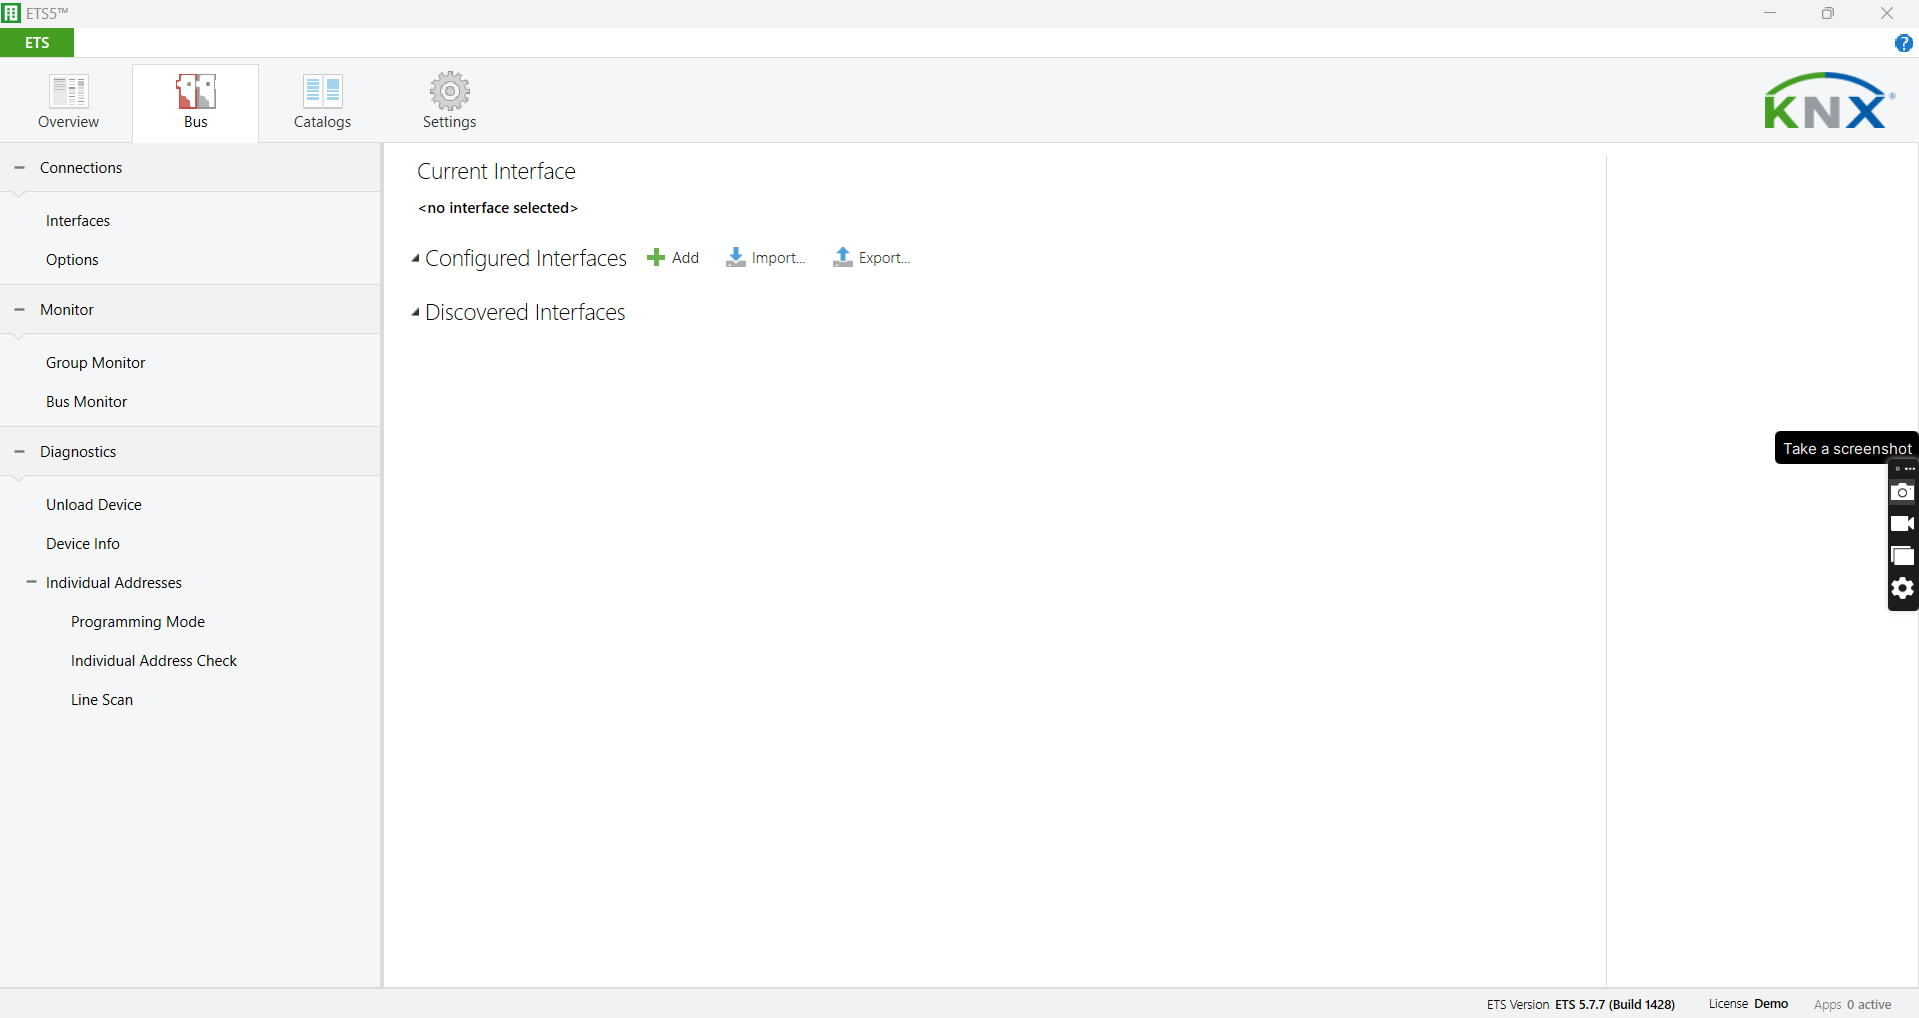 ETS5™
ETS
?
Overview
Bus
Catalogs
Settings
KNX®
Connections
Interfaces
Options
Monitor
Group Monitor
Bus Monitor
Diagnostics
Unload Device
Device Info
Individual Addresses
Programming Mode
Individual Address Check
Line Scan
Current Interface
<no interface selected>
Configured Interfaces Add Import... Export...
Discovered Interfaces
Take a screenshot
ETS Version ETS 5.7.7 (Build 1428) License Demo Apps 0 active